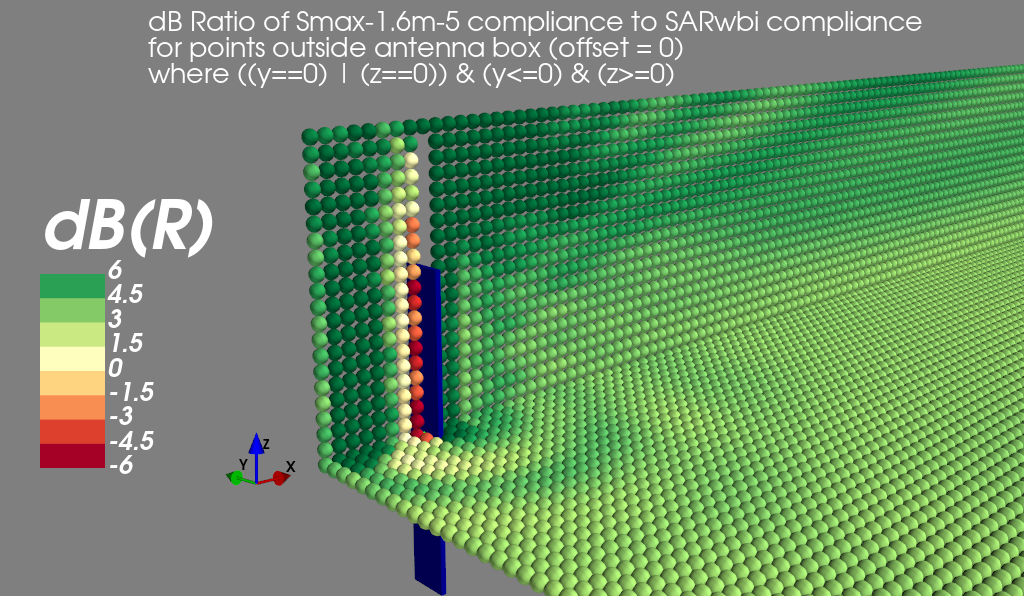 dB Ratio of Smax-1.6m-5 compliance to SARwbi compliance
for points outside antenna box (offset = 0)
where ((y==0) | (z==0)) & (y<=0) & (z>=0)
dB(R)
6
4.5
3
1.5
0
-1.5
-3
-4.5
-6
Z
Y
X